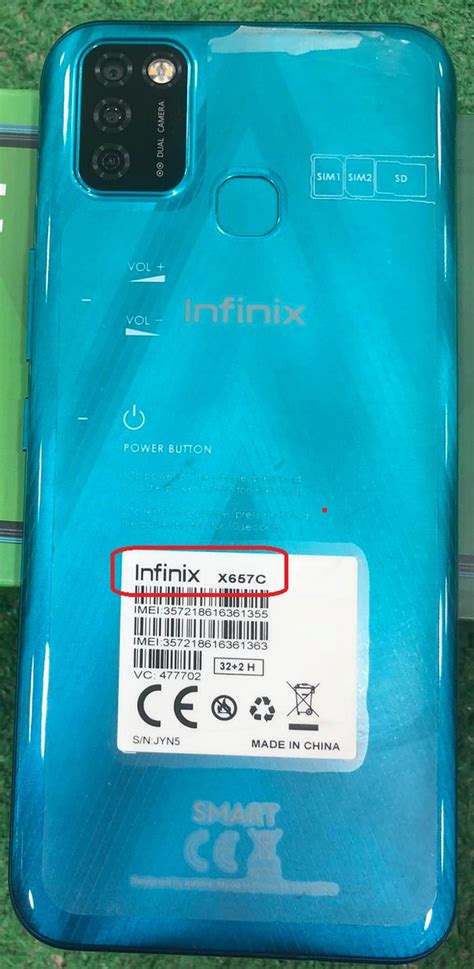 DUAL CAMERA
AI
SIM1 SIM2 SD
VOL +
VOL –
Infinix
POWER BUTTON
Infinix X657C
IMEI:357218616361355
IMEI:357218616361363
32+2 H
VC: 477702
CE
S/N:JYN5
MADE IN CHINA
SMART
CE